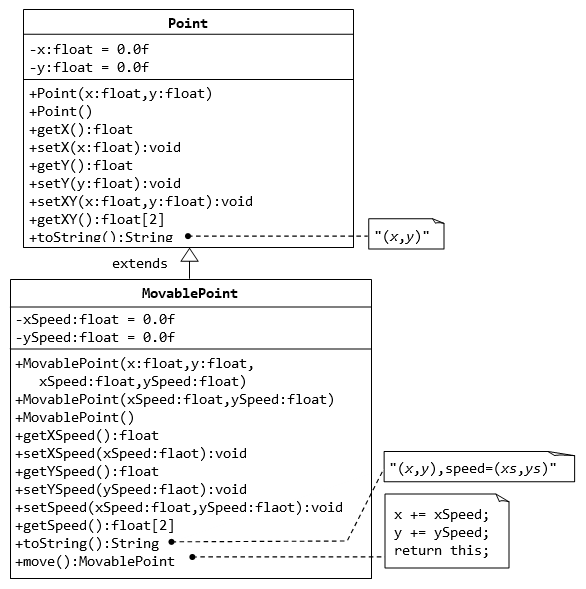 Point
-x:float = 0.0f
-y:float = 0.0f
+Point(x:float,y:float)
+Point()
+getX():float
+setX(x:float):void
+getY():float
+setY(y:float):void
+setXY(x:float,y:float):void
+getXY():float[2]
+toString():String
"(x,y)"
extends
MovablePoint
-xSpeed:float = 0.0f
-ySpeed:float = 0.0f
+MovablePoint(x:float,y:float,
xSpeed:float,ySpeed:float)
+MovablePoint(xSpeed:float,ySpeed:float)
+MovablePoint()
+getXSpeed():float
+setXSpeed(xSpeed:flaot):void
+getYSpeed():float
+setYSpeed(ySpeed:flaot):void
+setSpeed(xSpeed:float,ySpeed:flaot):void
+getSpeed():float[2]
+toString():String
+move():MovablePoint
"(x,y),speed=(xs,ys)"
x += xSpeed;
y += ySpeed;
return this;